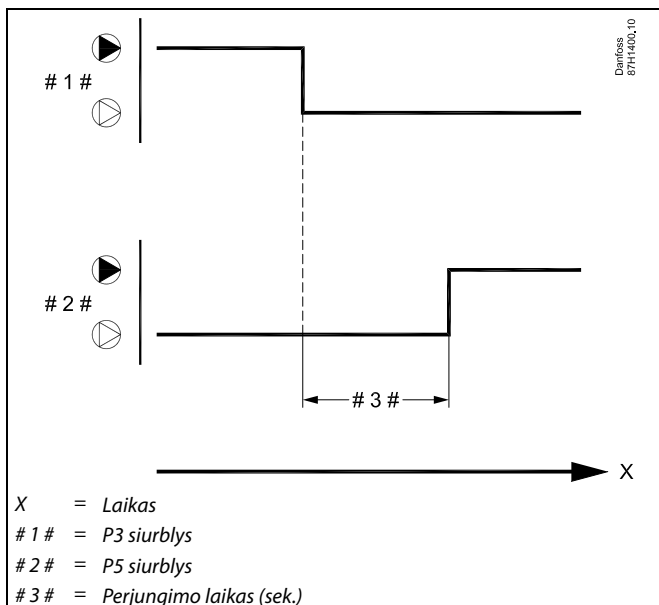 Danfoss
87H1400.10
# 1 #
# 2 #
# 3 #
X
X = Laikas
# 1 # = P3 siurblys
# 2 # = P5 siurblys
# 3 # = Perjungimo laikas (sek.)